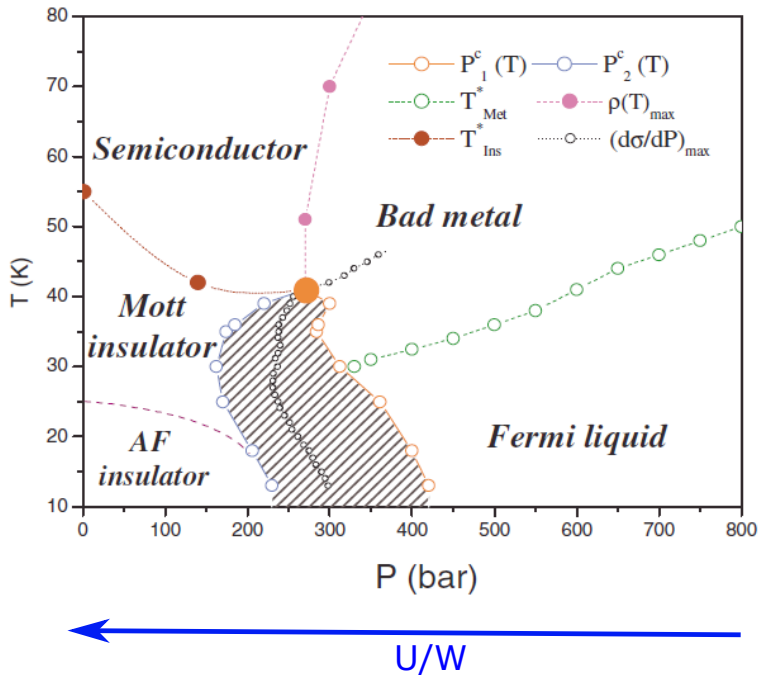 80
70
60
50
40
30
20
10
T (K)
P^c_1 (T) P^c_2 (T)
T^*_Met ρ(T)_max
T^*_Ins (dσ/dP)_max
Semiconductor
Bad metal
Mott
insulator
AF
insulator
Fermi liquid
0 100 200 300 400 500 600 700 800
P (bar)
U/W